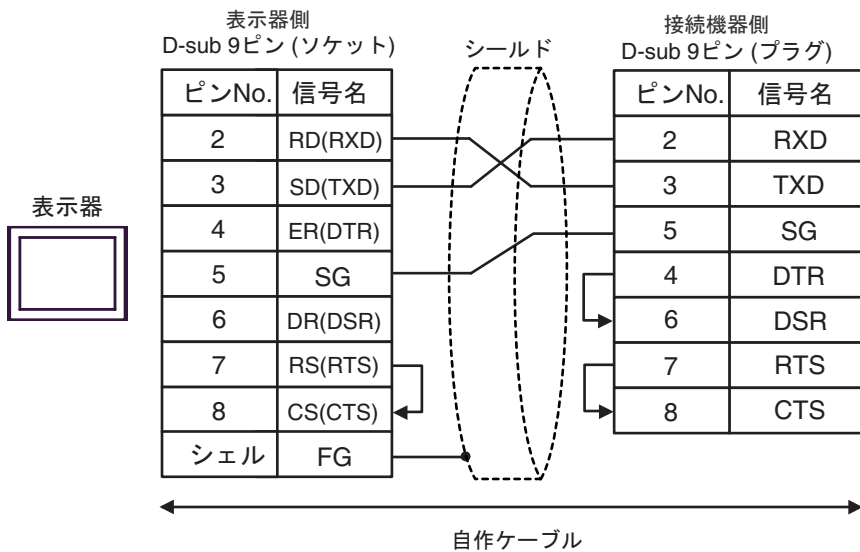 表示器側
D-sub 9ピン (ソケット)
シールド
接続機器側
D-sub 9ピン (プラグ)
表示器
ピンNo. 信号名
2 RD(RXD)
3 SD(TXD)
4 ER(DTR)
5 SG
6 DR(DSR)
7 RS(RTS)
8 CS(CTS)
シェル FG
ピンNo. 信号名
2 RXD
3 TXD
5 SG
4 DTR
6 DSR
7 RTS
8 CTS
自作ケーブル